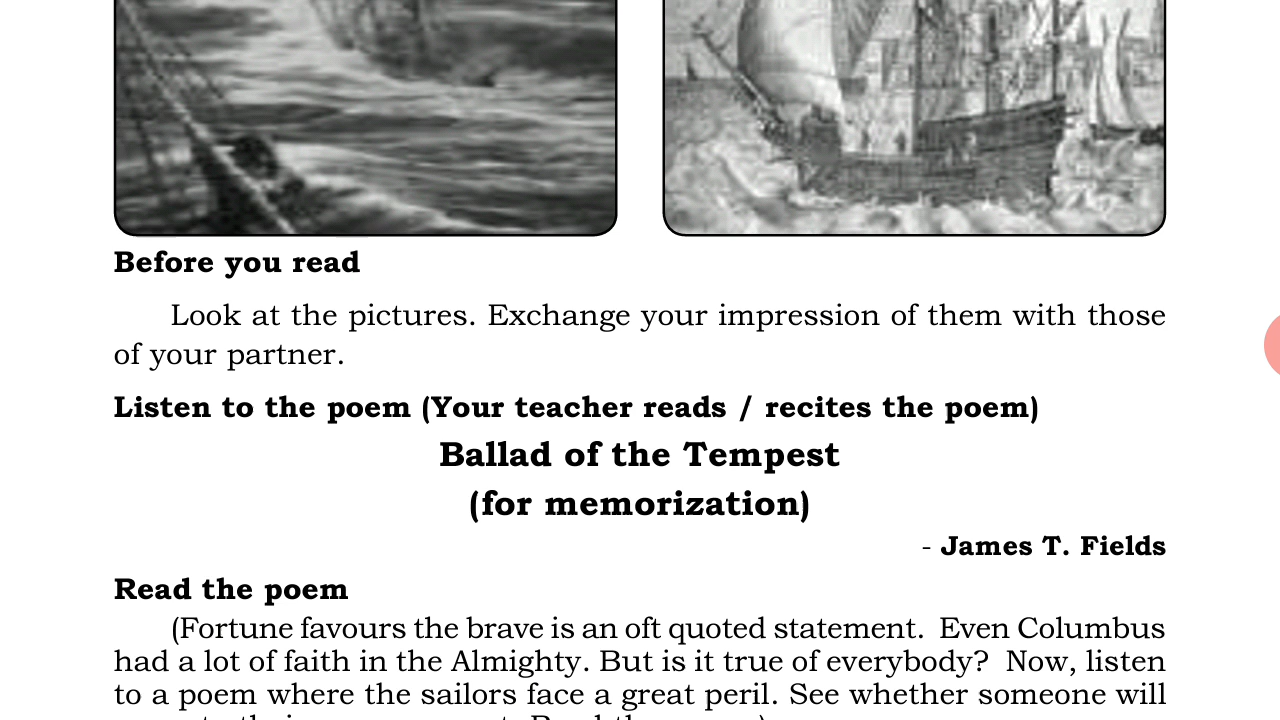 Before you read
Look at the pictures. Exchange your impression of them with those
of your partner.
Listen to the poem (Your teacher reads / recites the poem)
Ballad of the Tempest
(for memorization)
- James T. Fields
Read the poem
(Fortune favours the brave is an oft quoted statement. Even Columbus
had a lot of faith in the Almighty. But is it true of everybody? Now, listen
to a poem where the sailors face a great peril. See whether someone will